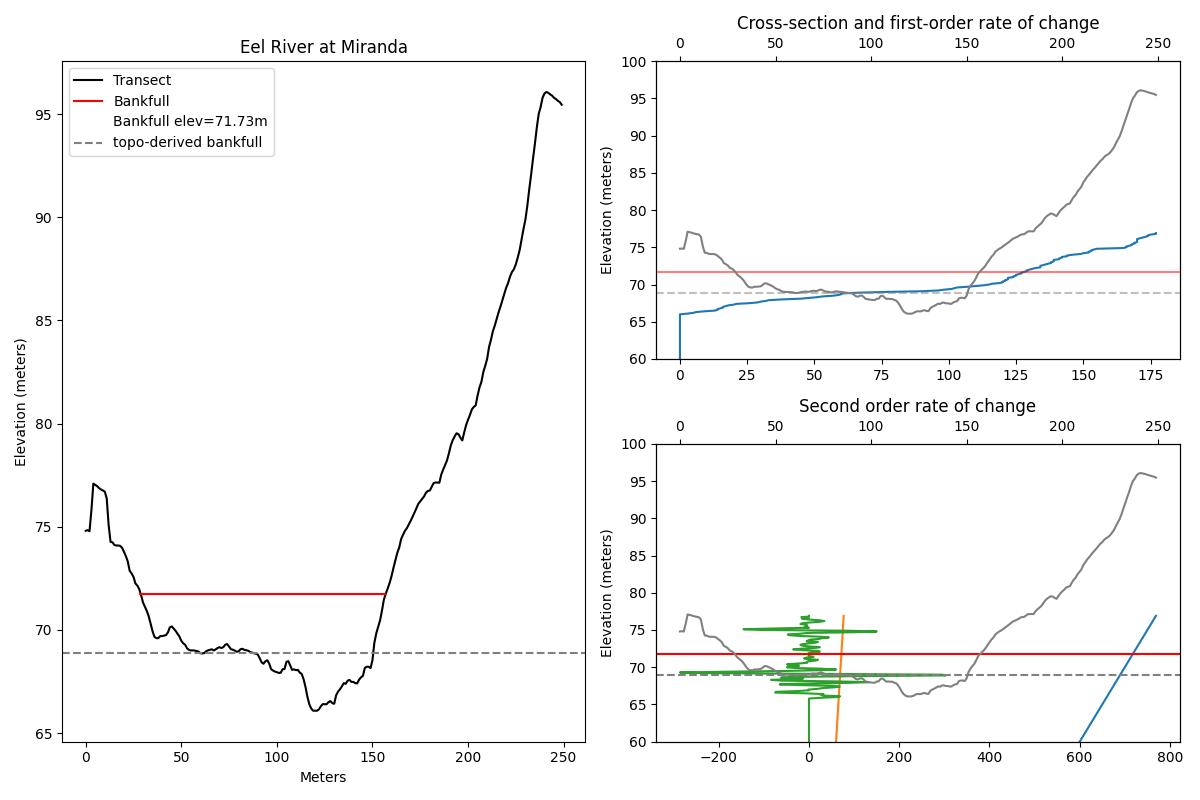 Eel River at Miranda
Transect
Bankfull
Bankfull elev=71.73m
topo-derived bankfull
95
90
85
80
75
70
65
Elevation (meters)
0 50 100 150 200 250
Meters
Cross-section and first-order rate of change
0 50 100 150 200 250
100
95
90
85
80
75
70
65
60
Elevation (meters)
0 25 50 75 100 125 150 175
Second order rate of change
0 50 100 150 200 250
100
95
90
85
80
75
70
65
60
Elevation (meters)
−200 0 200 400 600 800